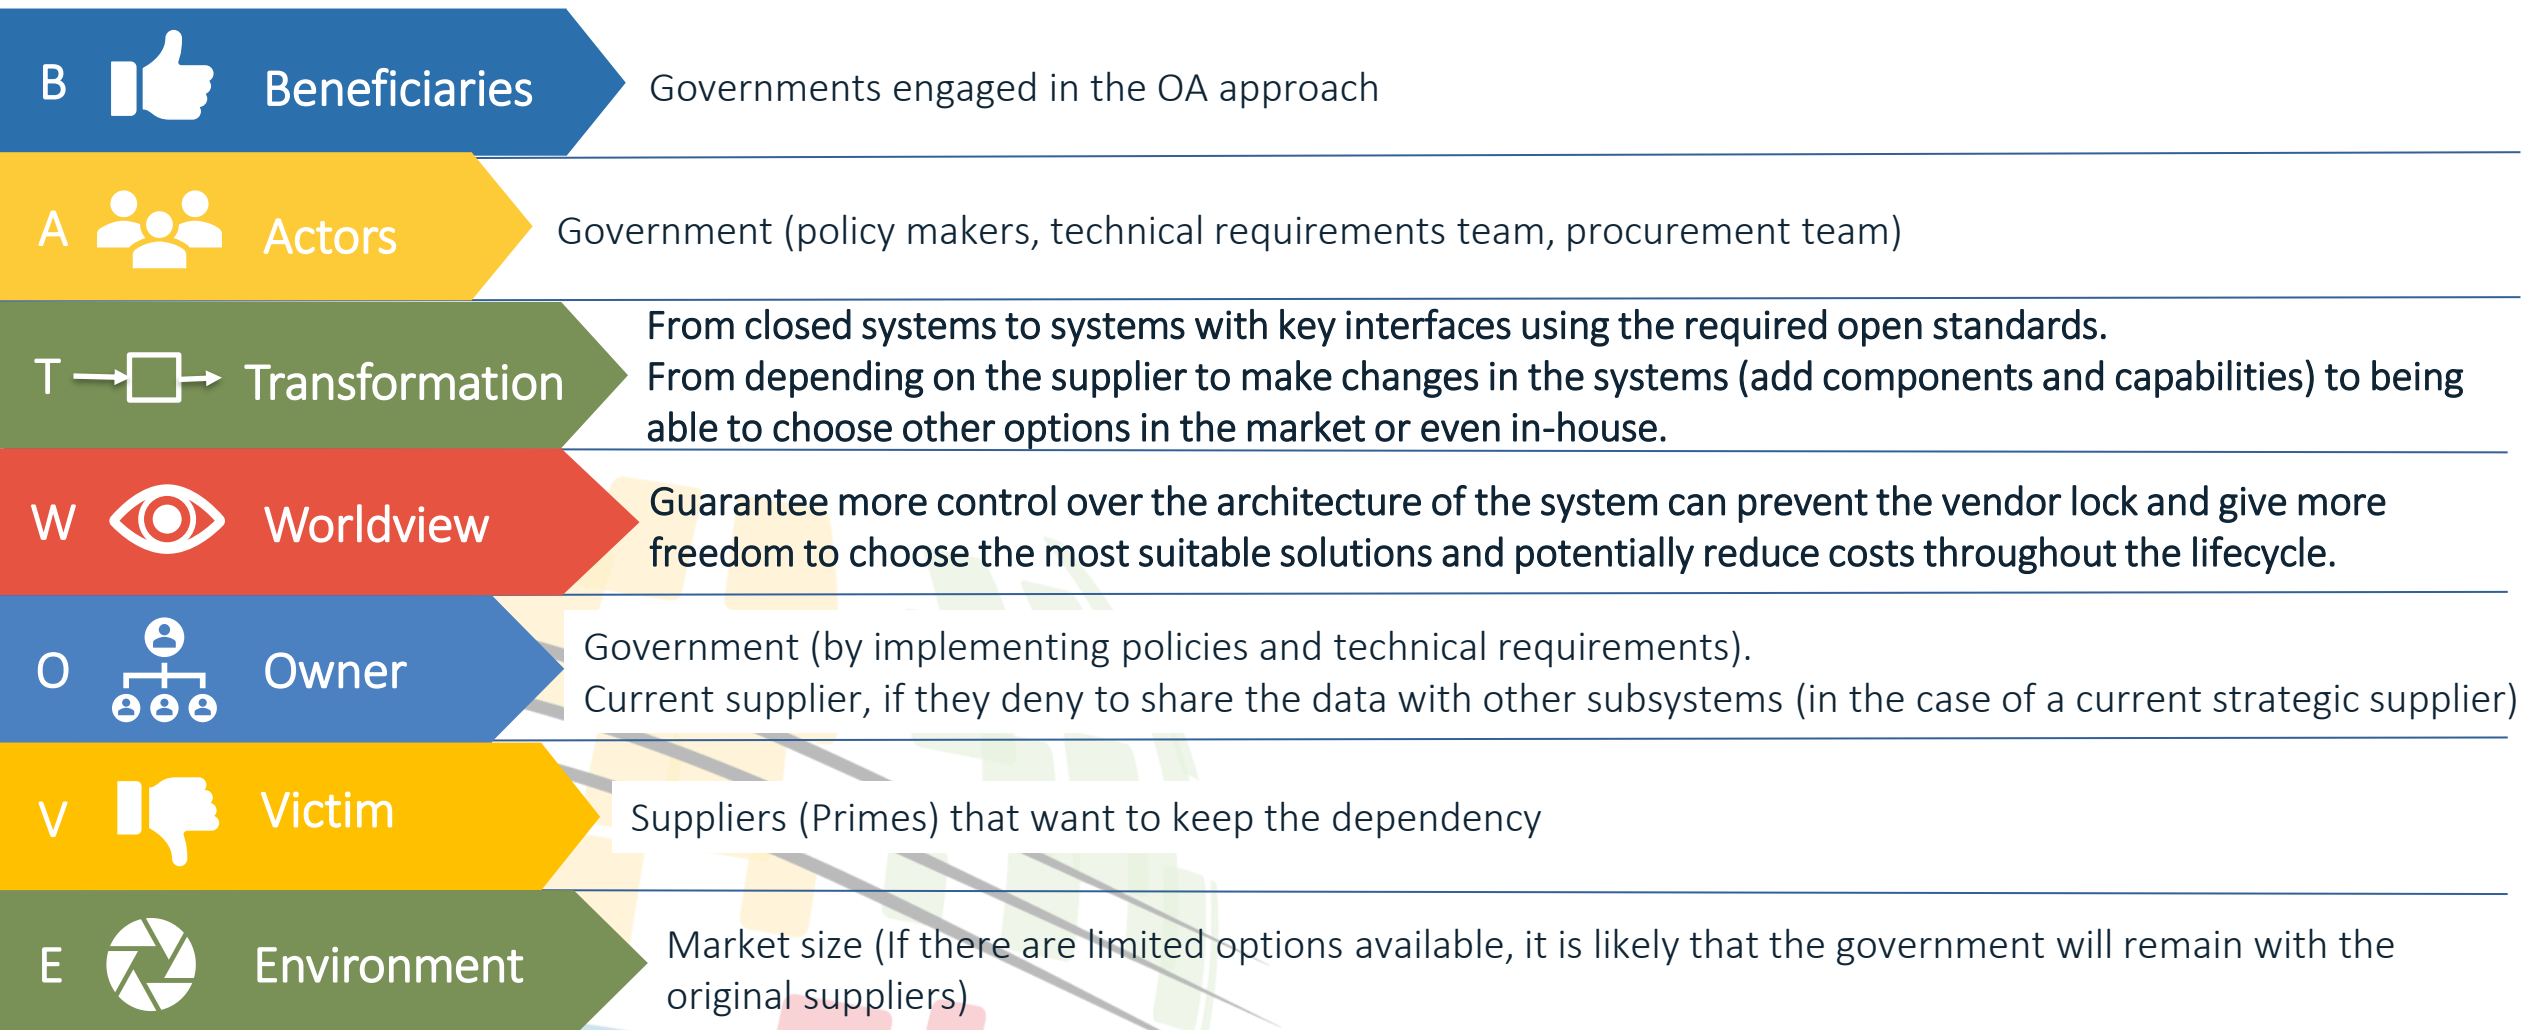 B Beneficiaries Governments engaged in the OA approach
A Actors Government (policy makers, technical requirements team, procurement team)
T Transformation
From closed systems to systems with key interfaces using the required open standards.
From depending on the supplier to make changes in the systems (add components and capabilities) to being
able to choose other options in the market or even in-house.
W Worldview
Guarantee more control over the architecture of the system can prevent the vendor lock and give more
freedom to choose the most suitable solutions and potentially reduce costs throughout the lifecycle.
O Owner
Government (by implementing policies and technical requirements).
Current supplier, if they deny to share the data with other subsystems (in the case of a current strategic supplier)
V Victim Suppliers (Primes) that want to keep the dependency
E Environment
Market size (If there are limited options available, it is likely that the government will remain with the
original suppliers)